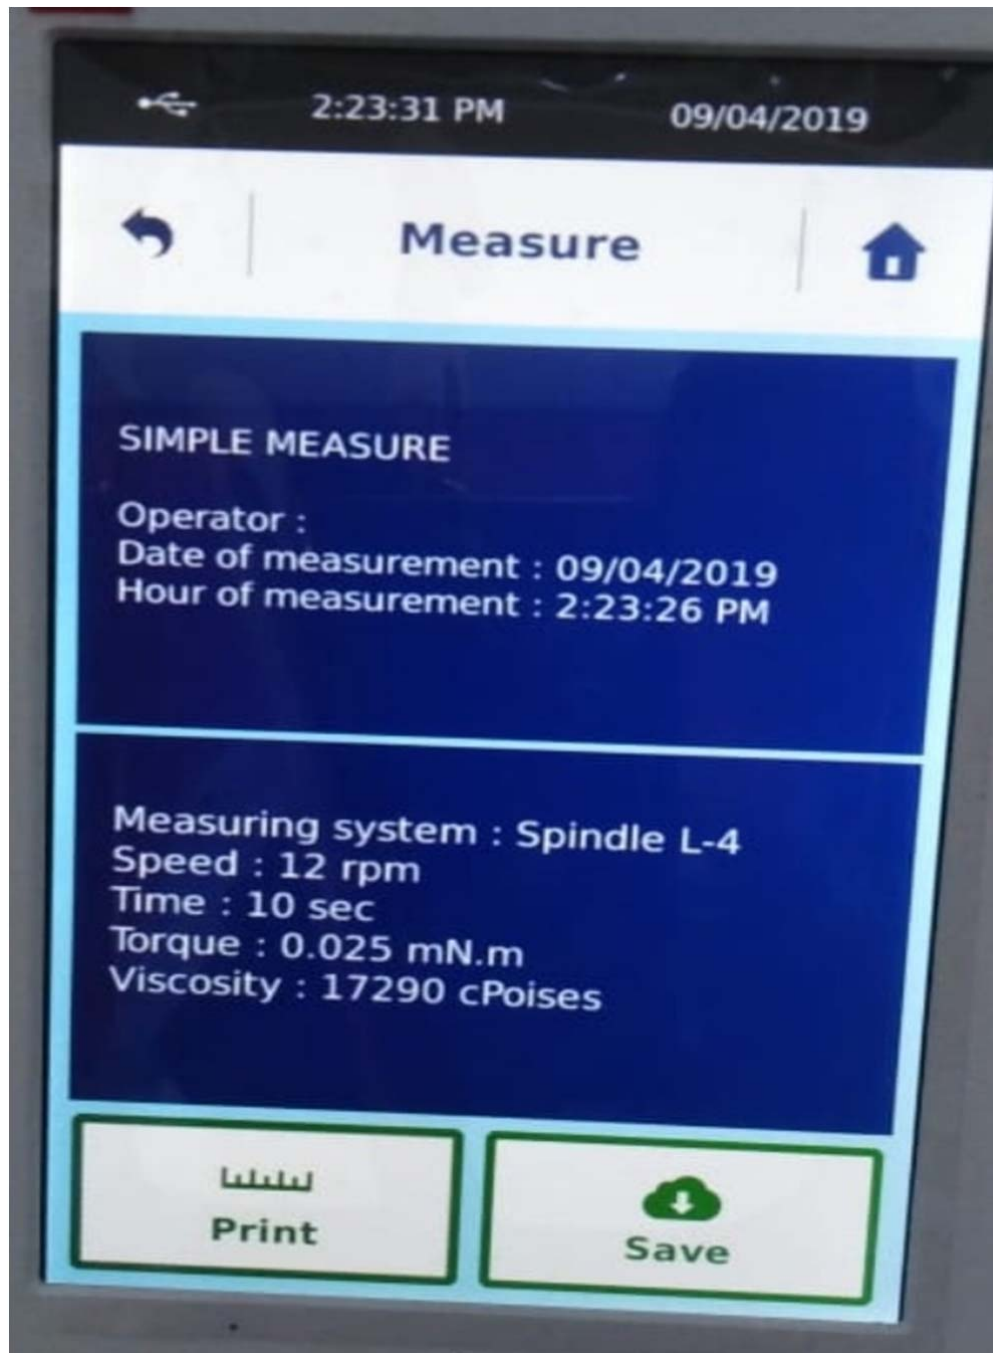 2:23:31 PM 09/04/2019
Measure
SIMPLE MEASURE
Operator :
Date of measurement : 09/04/2019
Hour of measurement : 2:23:26 PM
Measuring system : Spindle L-4
Speed : 12 rpm
Time : 10 sec
Torque : 0.025 mN.m
Viscosity : 17290 cPoises
Print
Save